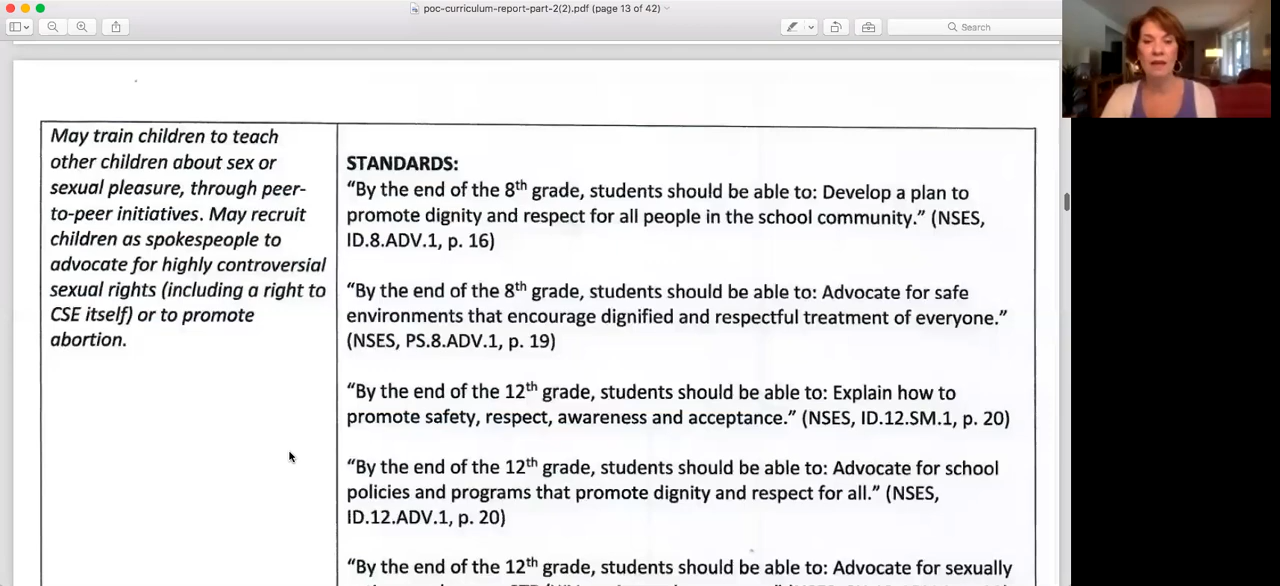 poc-curriculum-report-part-2(2).pdf (page 13 of 42)
Search
May train children to teach
other children about sex or
sexual pleasure, through peer-
to-peer initiatives. May recruit
children as spokespeople to
advocate for highly controversial
sexual rights (including a right to
CSE itself) or to promote
abortion.
STANDARDS:
“By the end of the 8th grade, students should be able to: Develop a plan to
promote dignity and respect for all people in the school community.” (NSES,
ID.8.ADV.1, p. 16)
“By the end of the 8th grade, students should be able to: Advocate for safe
environments that encourage dignified and respectful treatment of everyone.”
(NSES, PS.8.ADV.1, p. 19)
“By the end of the 12th grade, students should be able to: Explain how to
promote safety, respect, awareness and acceptance.” (NSES, ID.12.SM.1, p. 20)
“By the end of the 12th grade, students should be able to: Advocate for school
policies and programs that promote dignity and respect for all.” (NSES,
ID.12.ADV.1, p. 20)
“By the end of the 12th grade, students should be able to: Advocate for sexually